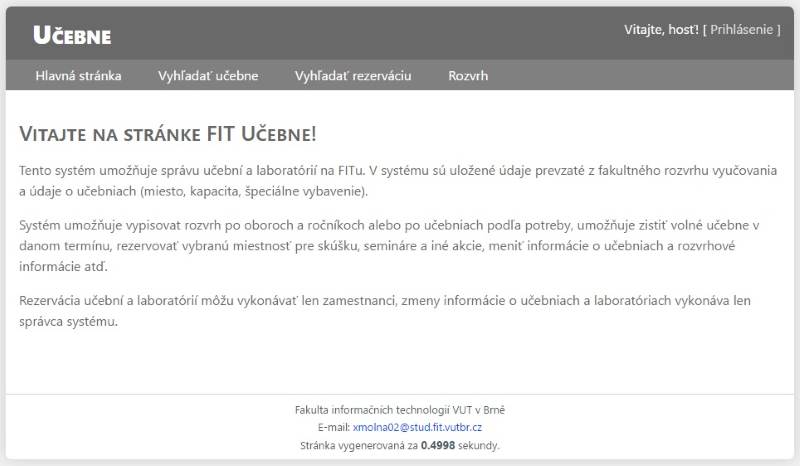 Učebne
Vitajte, hosť! [ Prihlásenie ]
Hlavná stránka Vyhľadať učebne Vyhľadať rezerváciu Rozvrh
Vitajte na stránke FIT Učebne!
Tento systém umožňuje správu učební a laboratórií na FITu. V systému sú uložené údaje prevzaté z fakultného rozvrhu vyučovania
a údaje o učebniach (miesto, kapacita, špeciálne vybavenie).
Systém umožňuje vypisovat rozvrh po oboroch a ročníkoch alebo po učebniach podľa potreby, umožňuje zistiť volné učebne v
danom termínu, rezervovať vybranú miestnosť pre skúšku, semináre a iné akcie, meniť informácie o učebniach a rozvrhové
informácie atď.
Rezervácia učební a laboratórií môžu vykonávať len zamestnanci, zmeny informácie o učebniach a laboratóriach vykonáva len
správca systému.
Fakulta informačních technologií VUT v Brně
E-mail: xmolna02@stud.fit.vutbr.cz
Stránka vygenerovaná za 0.4998 sekundy.